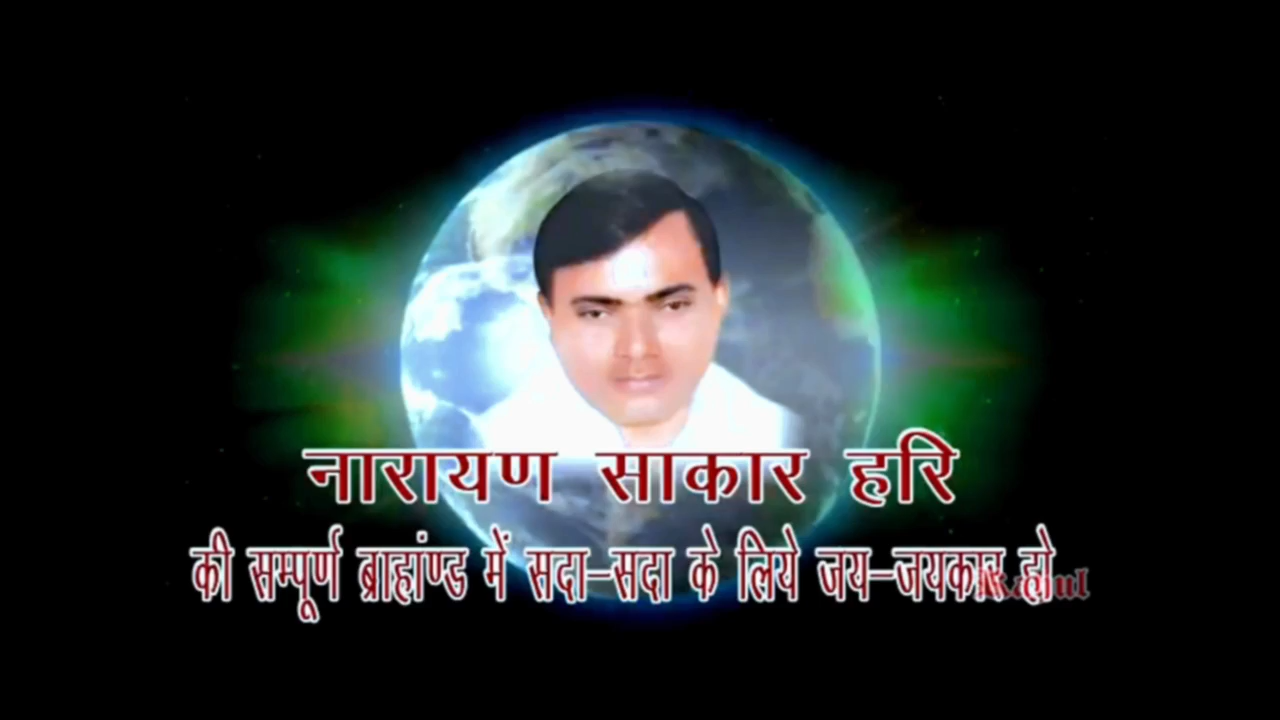 नारायण साकार हरि
की सम्पूर्ण ब्राहांण्ड में सदा–सदा के लिये जय–जयकार हो